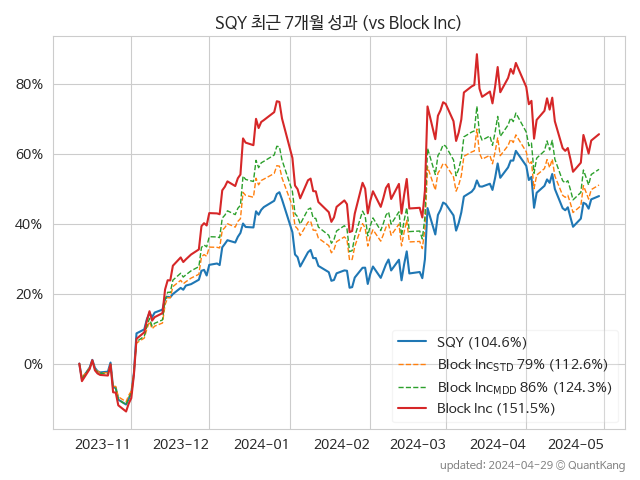 SQY 최근 7개월 성과 (vs Block Inc)
80%
60%
40%
20%
0%
SQY (104.6%)
Block IncSTD 79% (112.6%)
Block IncMDD 86% (124.3%)
Block Inc (151.5%)
2023-11 2023-12 2024-01 2024-02 2024-03 2024-04 2024-05
updated: 2024-04-29 © QuantKang